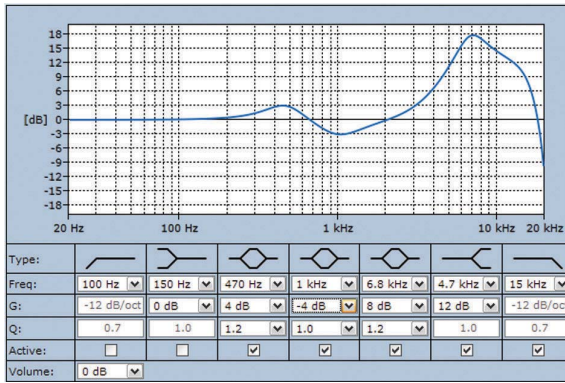 18
15
12
9
6
3
[dB] 0
-3
-6
-9
-12
-15
-18
20 Hz 100 Hz 1 kHz 10 kHz 20 kHz
Type:
Freq: 100 Hz 150 Hz 470 Hz 1 kHz 6.8 kHz 4.7 kHz 15 kHz
G: -12 dB/oct 0 dB 4 dB -4 dB 8 dB 12 dB -12 dB/oc
Q: 0.7 1.0 1.2 1.0 1.2 1.0 0.7
Active:
Volume: 0 dB